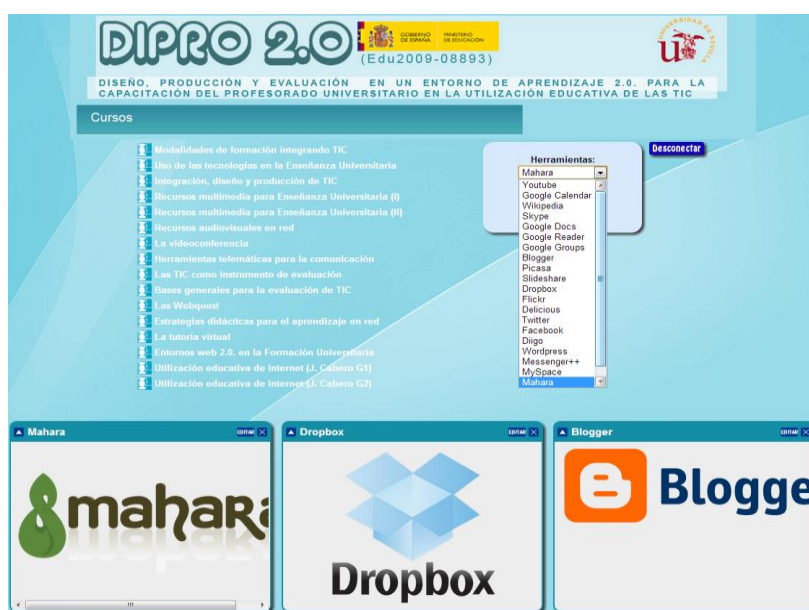 DIPRO 2.0
GOBIERNO DE ESPAÑA
MINISTERIO DE EDUCACIÓN
(Edu2009-08893)
DISEÑO, PRODUCCIÓN Y EVALUACIÓN EN UN ENTORNO DE APRENDIZAJE 2.0. PARA LA
CAPACITACIÓN DEL PROFESORADO UNIVERSITARIO EN LA UTILIZACIÓN EDUCATIVA DE LAS TIC
Cursos
Modalidades de formación integrando TIC
Uso de las tecnologías en la Enseñanza Universitaria
Integración, diseño y producción de TIC
Recursos multimedia para Enseñanza Universitaria (I)
Recursos multimedia para Enseñanza Universitaria (II)
Recursos audiovisuales en red
La videoconferencia
Herramientas telemáticas para la comunicación
Las TIC como instrumento de evaluación
Bases generales para la evaluación de TIC
Las Webquest
Estrategias didácticas para el aprendizaje en red
La tutoría virtual
Entornos web 2.0. en la Formación Universitaria
Utilización educativa de Internet (J. Cabero G1)
Utilización educativa de Internet (J. Cabero G2)
Desconectar
Herramientas:
Mahara
Youtube
Google Calendar
Wikipedia
Skype
Google Docs
Google Reader
Google Groups
Blogger
Picasa
Slideshare
Dropbox
Flickr
Delicious
Twitter
Facebook
Diigo
Wordpress
Messenger++
MySpace
Mahara
Mahara EDITAR
mahara
Dropbox EDITAR
Dropbox
Blogger EDITAR
Blogge